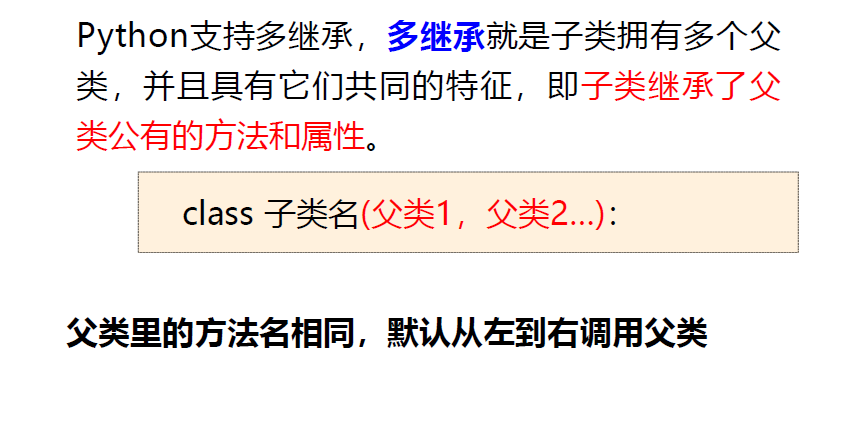 Python支持多继承，多继承就是子类拥有多个父
类，并且具有它们共同的特征，即子类继承了父
类公有的方法和属性。
class 子类名(父类1，父类2...)：
父类里的方法名相同，默认从左到右调用父类